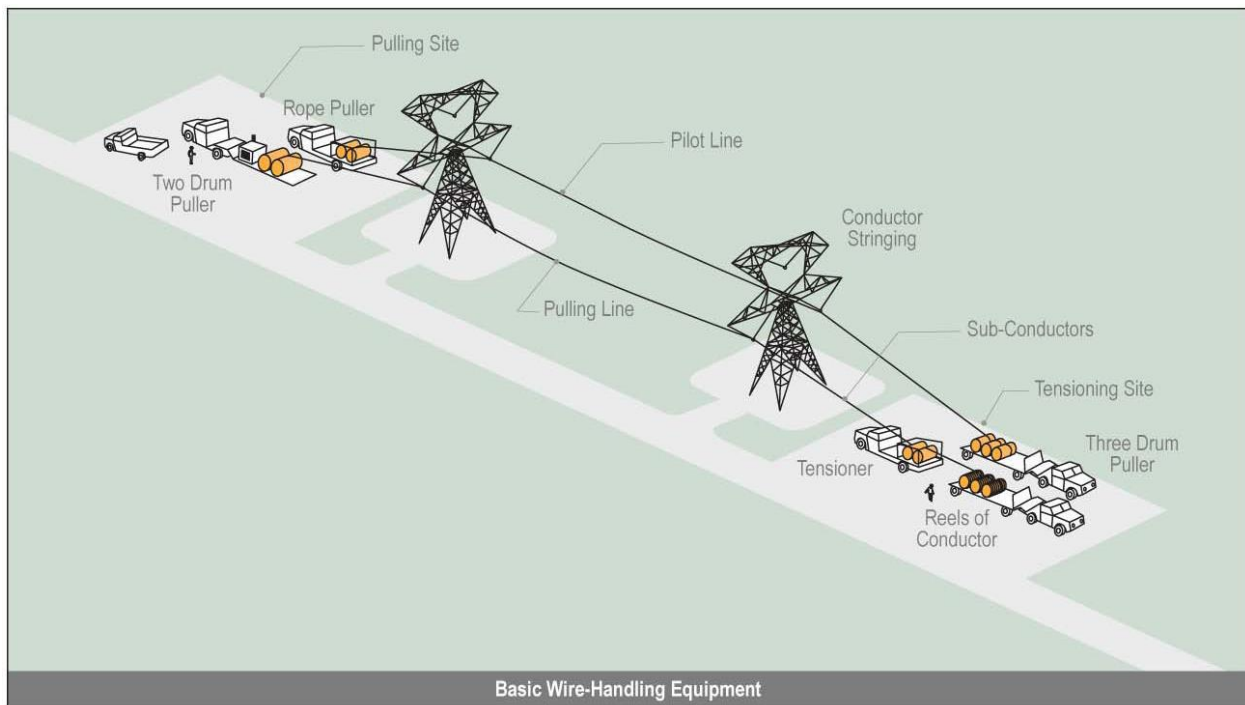 Pulling Site
Rope Puller
Two Drum
Puller
Pilot Line
Conductor
Stringing
Pulling Line
Sub-Conductors
Tensioning Site
Tensioner
Three Drum
Puller
Reels of
Conductor
Basic Wire-Handling Equipment